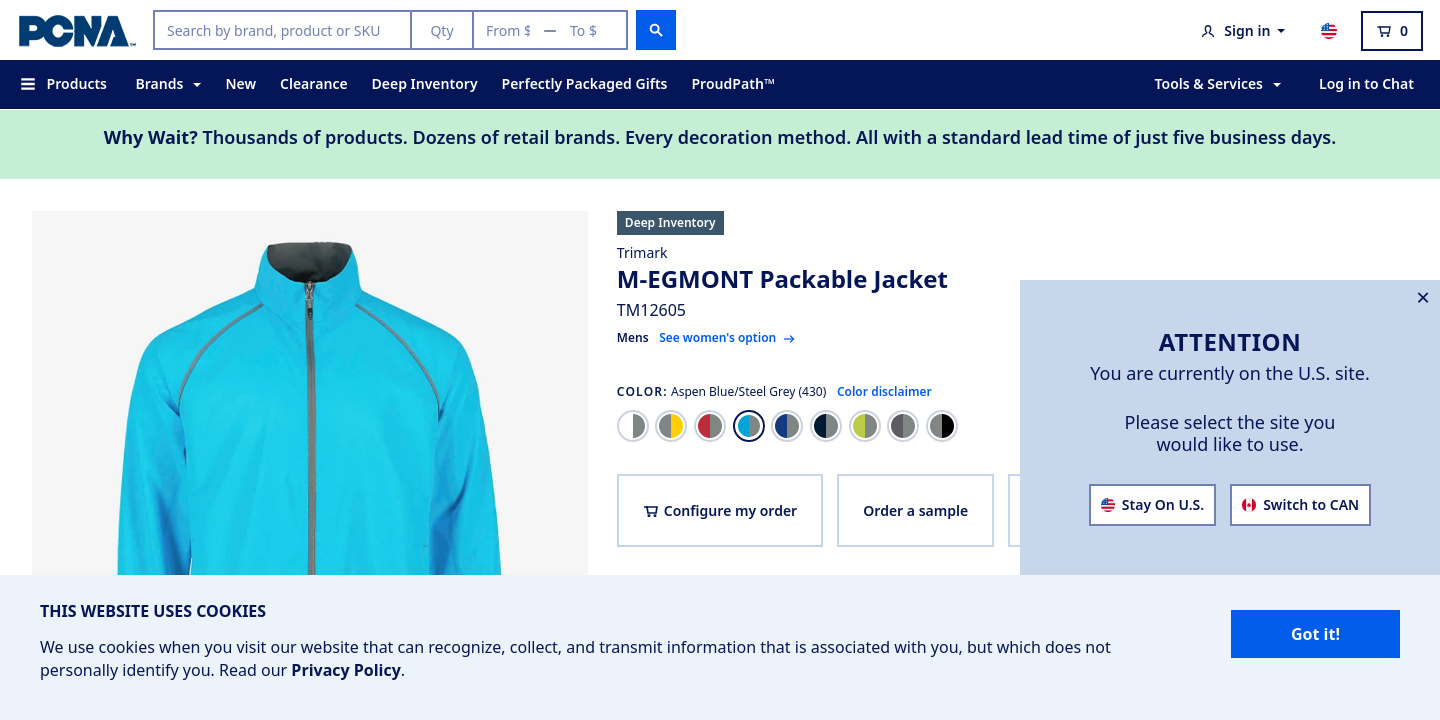 PCNA™
Search by brand, product or SKU
Qty
From $ — To $
Sign in
0
Products
Brands
New
Clearance
Deep Inventory
Perfectly Packaged Gifts
ProudPath™
Tools & Services
Log in to Chat
Why Wait? Thousands of products. Dozens of retail brands. Every decoration method. All with a standard lead time of just five business days.
Deep Inventory
Trimark
M-EGMONT Packable Jacket
TM12605
Mens See women's option →
COLOR: Aspen Blue/Steel Grey (430) Color disclaimer
Configure my order
Order a sample
ATTENTION
You are currently on the U.S. site.
Please select the site you
would like to use.
Stay On U.S.
Switch to CAN
THIS WEBSITE USES COOKIES
We use cookies when you visit our website that can recognize, collect, and transmit information that is associated with you, but which does not
personally identify you. Read our Privacy Policy.
Got it!